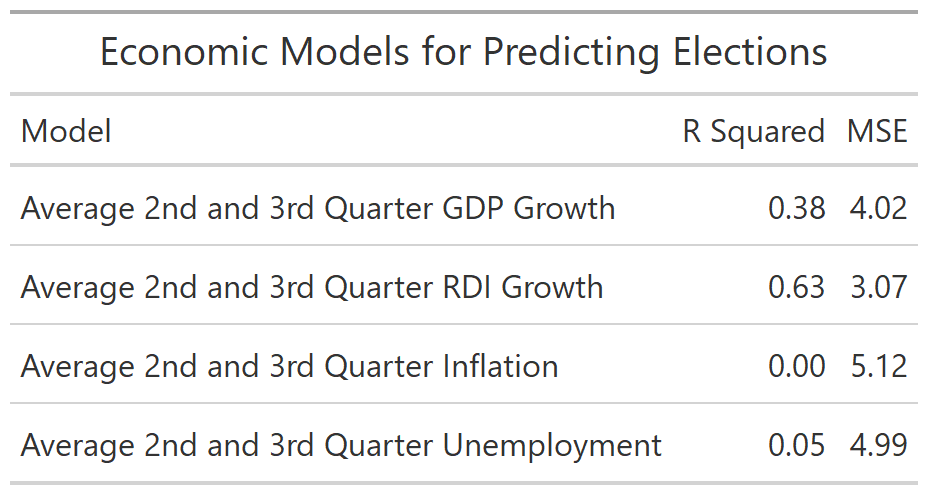 Economic Models for Predicting Elections
Model R Squared MSE
Average 2nd and 3rd Quarter GDP Growth 0.38 4.02
Average 2nd and 3rd Quarter RDI Growth 0.63 3.07
Average 2nd and 3rd Quarter Inflation 0.00 5.12
Average 2nd and 3rd Quarter Unemployment 0.05 4.99